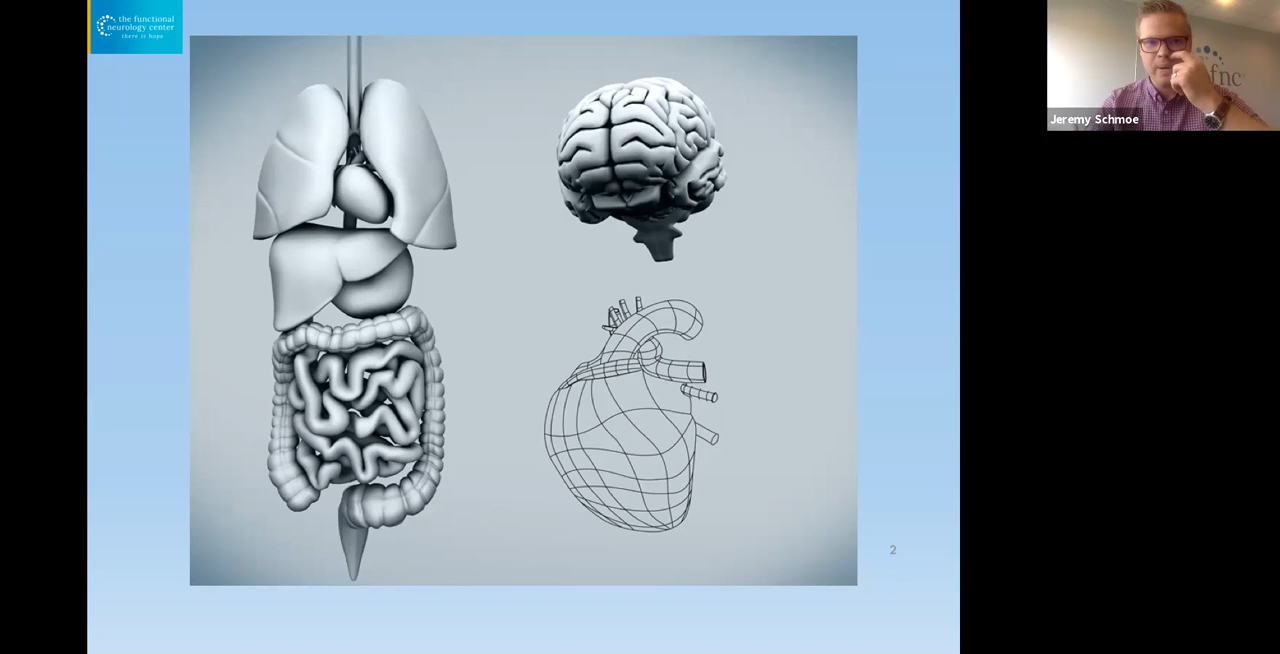 the functional
neurology center
there is hope
fnc
Jeremy Schmoe
2